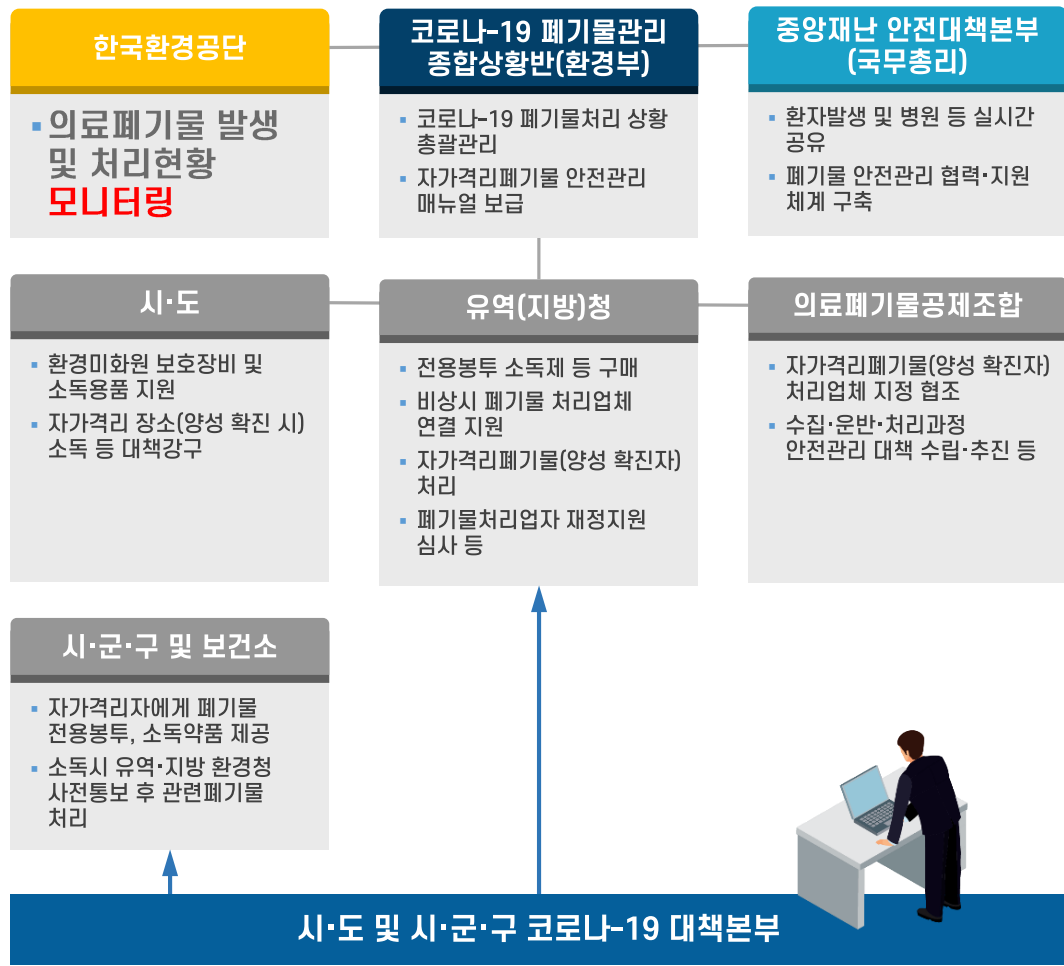 한국환경공단
▪ 의료폐기물 발생
및 처리현황
모니터링
코로나-19 폐기물관리
종합상황반(환경부)
▪ 코로나-19 폐기물처리 상황
총괄관리
▪ 자가격리폐기물 안전관리
매뉴얼 보급
중앙재난 안전대책본부
(국무총리)
▪ 환자발생 및 병원 등 실시간
공유
▪ 폐기물 안전관리 협력·지원
체계 구축
시·도
▪ 환경미화원 보호장비 및
소독용품 지원
▪ 자가격리 장소(양성 확진 시)
소독 등 대책강구
유역(지방)청
▪ 전용봉투 소독제 등 구매
▪ 비상시 폐기물 처리업체
연결 지원
▪ 자가격리폐기물(양성 확진자)
처리
▪ 폐기물처리업자 재정지원
심사 등
의료폐기물공제조합
▪ 자가격리폐기물(양성 확진자)
처리업체 지정 협조
▪ 수집·운반·처리과정
안전관리 대책 수립·추진 등
시·군·구 및 보건소
▪ 자가격리자에게 폐기물
전용봉투, 소독약품 제공
▪ 소독시 유역·지방 환경청
사전통보 후 관련폐기물
처리
시·도 및 시·군·구 코로나-19 대책본부